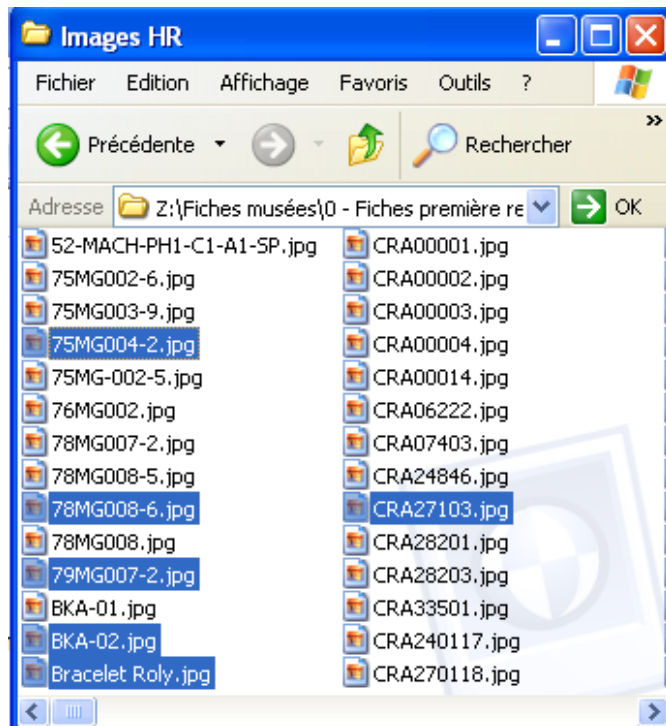 Images HR
Fichier Edition Affichage Favoris Outils ?
Précédente Rechercher »
Adresse Z:\Fiches musées\0 - Fiches première re OK
52-MACH-PH1-C1-A1-SP.jpg
75MG002-6.jpg
75MG003-9.jpg
75MG004-2.jpg
75MG-002-5.jpg
76MG002.jpg
78MG007-2.jpg
78MG008-5.jpg
78MG008-6.jpg
78MG008.jpg
79MG007-2.jpg
BKA-01.jpg
BKA-02.jpg
Bracelet Roly.jpg
CRA00001.jpg
CRA00002.jpg
CRA00003.jpg
CRA00004.jpg
CRA00014.jpg
CRA06222.jpg
CRA07403.jpg
CRA24846.jpg
CRA27103.jpg
CRA28201.jpg
CRA28203.jpg
CRA33501.jpg
CRA240117.jpg
CRA270118.jpg